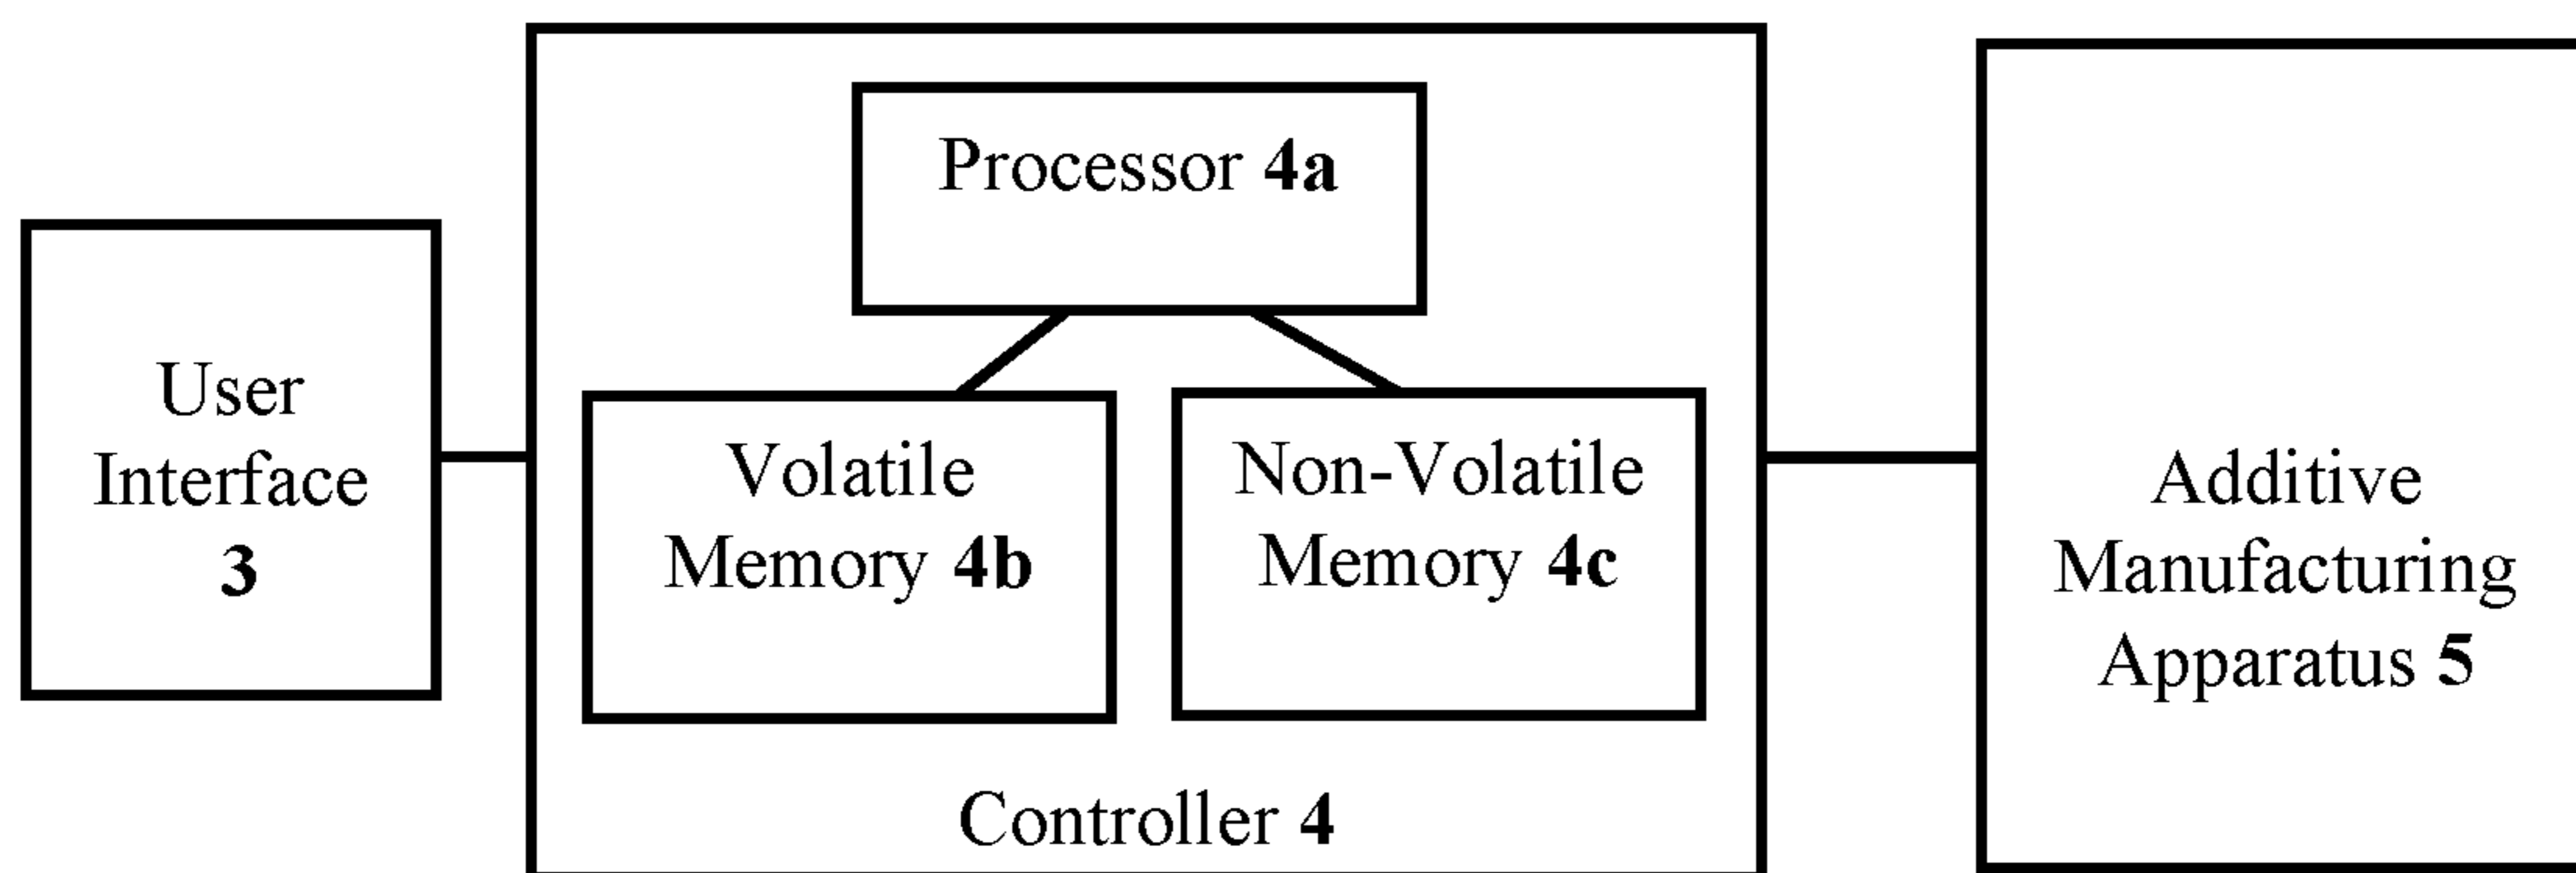 User
Interface
3
Processor 4a
Volatile
Memory 4b
Non-Volatile
Memory 4c
Controller 4
Additive
Manufacturing
Apparatus 5